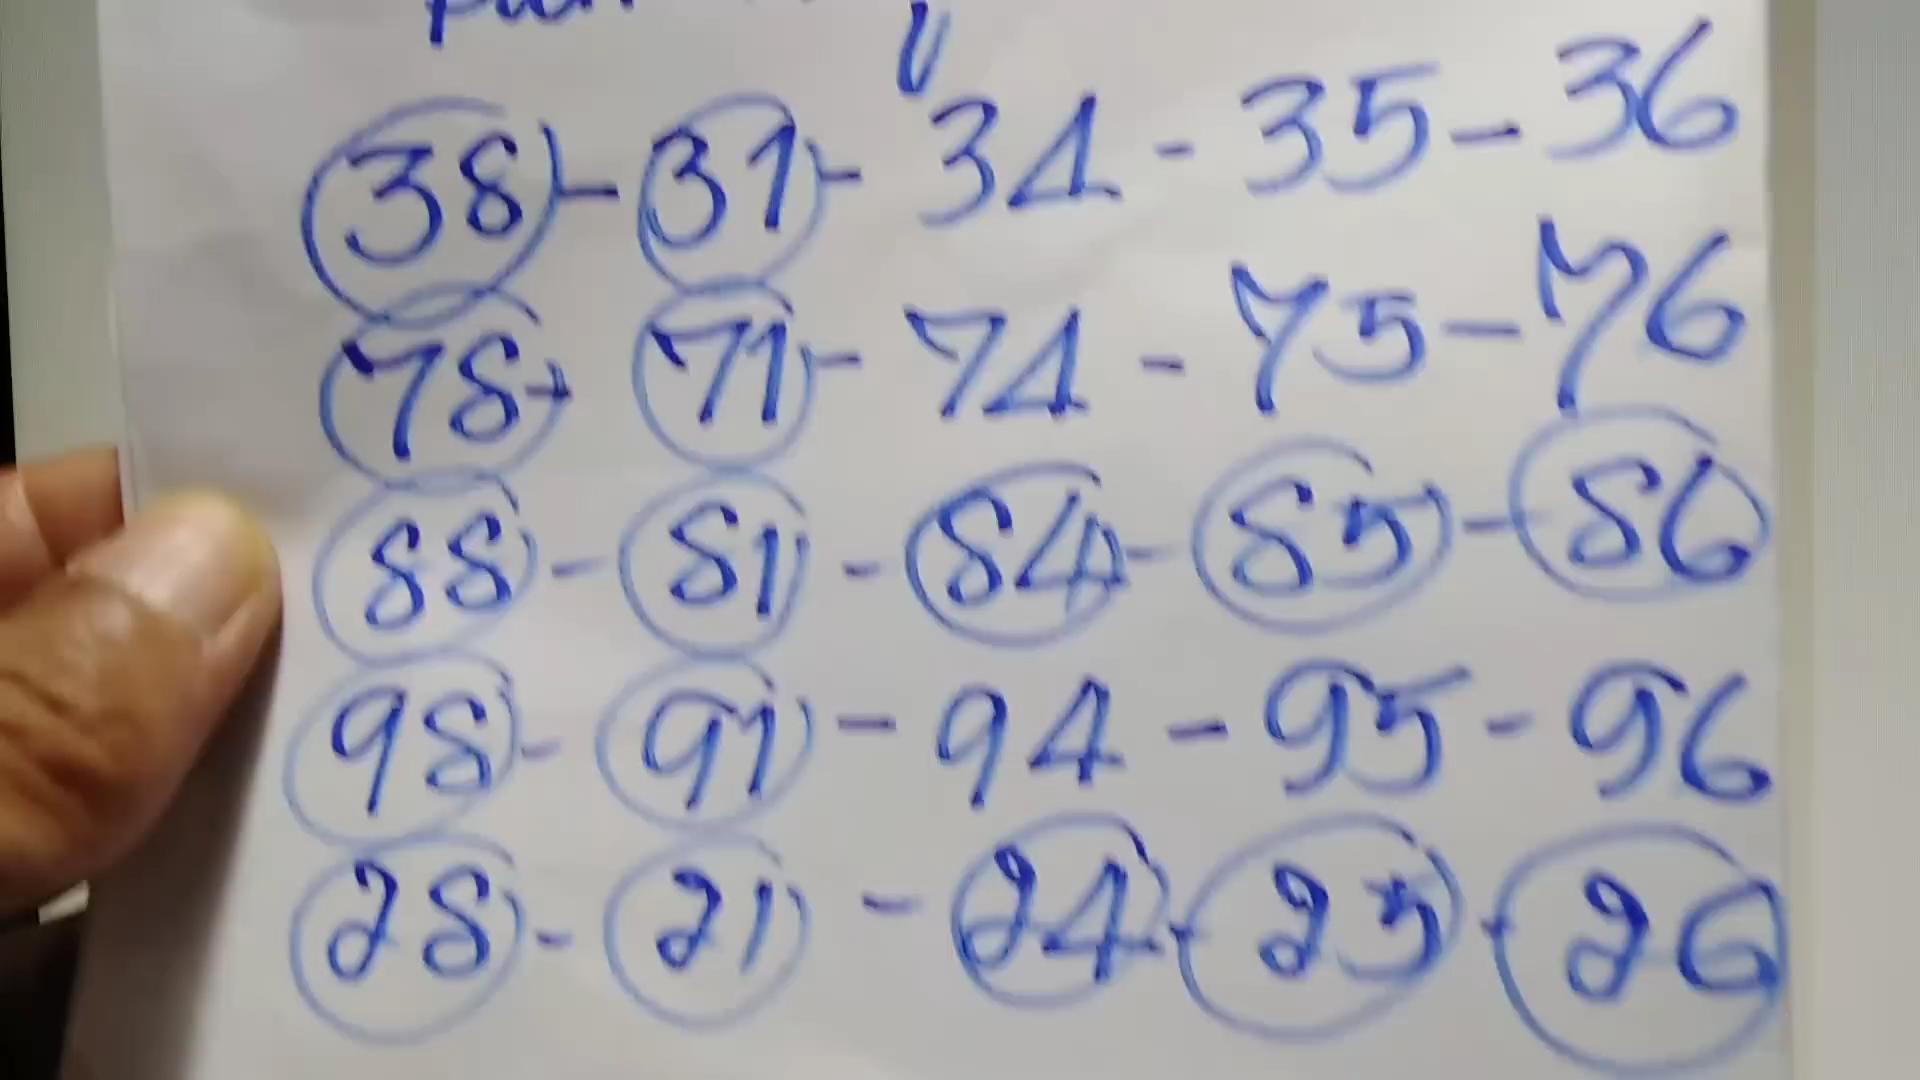 38 - 31 - 34 - 35 - 36
78 - 71 - 74 - 75 - 76
88 - 81 - 84 - 85 - 86
98 - 91 - 94 - 95 - 96
28 - 21 - 24 - 25 - 26